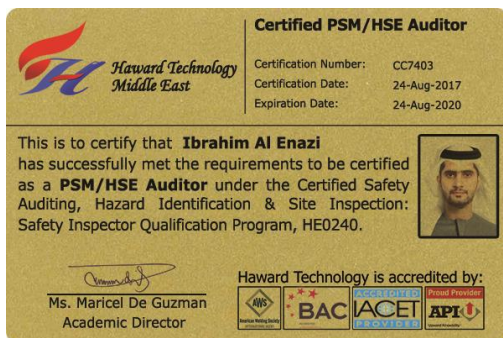 Haward Technology
Middle East
Certified PSM/HSE Auditor
Certification Number: CC7403
Certification Date: 24-Aug-2017
Expiration Date: 24-Aug-2020
This is to certify that Ibrahim Al Enazi
has successfully met the requirements to be certified
as a PSM/HSE Auditor under the Certified Safety
Auditing, Hazard Identification & Site Inspection:
Safety Inspector Qualification Program, HE0240.
Ms. Maricel De Guzman
Academic Director
Haward Technology is accredited by:
AWS
American Welding Society
BAC
ACCREDITED
IACET
PROVIDER
Proud Provider
API